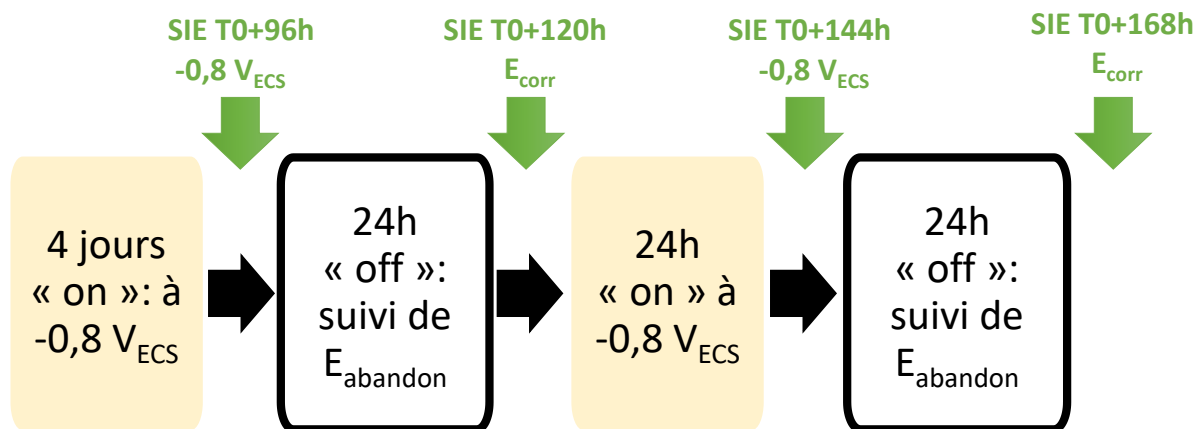 SIE T0+96h
-0,8 VECS
SIE T0+120h
Ecorr
SIE T0+144h
-0,8 VECS
SIE T0+168h
Ecorr
4 jours
« on »: à
-0,8 VECS
24h
« off »:
suivi de
Eabandon
24h
« on » à
-0,8 VECS
24h
« off »:
suivi de
Eabandon